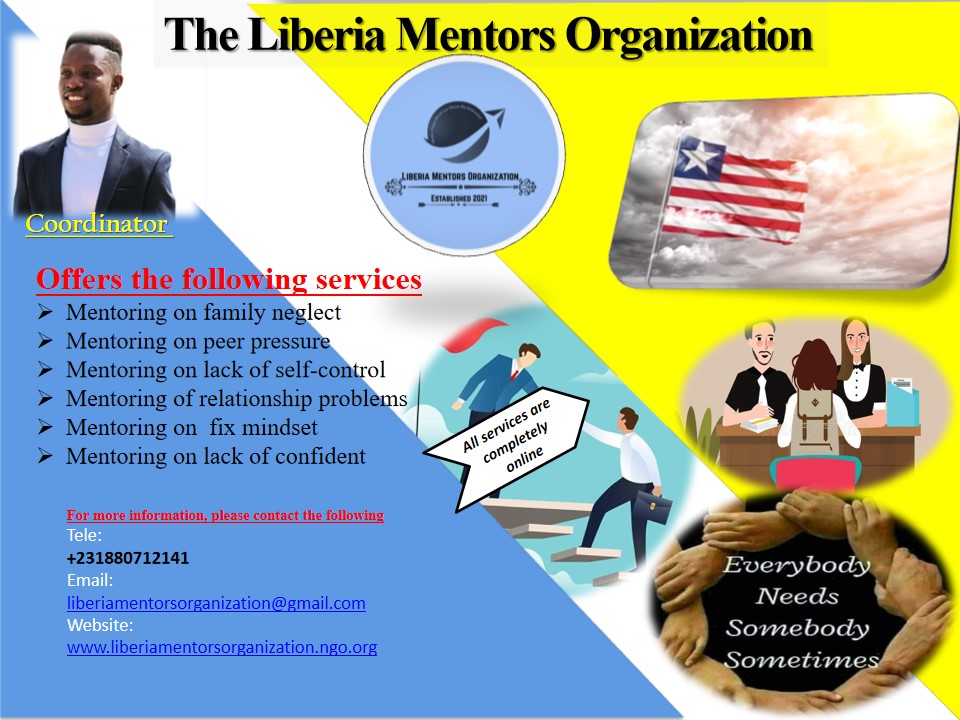 The Liberia Mentors Organization
LIBERIA MENTORS ORGANIZATION
ESTABLISHED 2021
Coordinator
Offers the following services
➢ Mentoring on family neglect
➢ Mentoring on peer pressure
➢ Mentoring on lack of self-control
➢ Mentoring of relationship problems
➢ Mentoring on fix mindset
➢ Mentoring on lack of confident
All services are
completely
online
For more information, please contact the following
Tele:
+231880712141
Email:
liberiamentorsorganization@gmail.com
Website:
www.liberiamentorsorganization.ngo.org
Everybody
Needs
Somebody
Sometimes